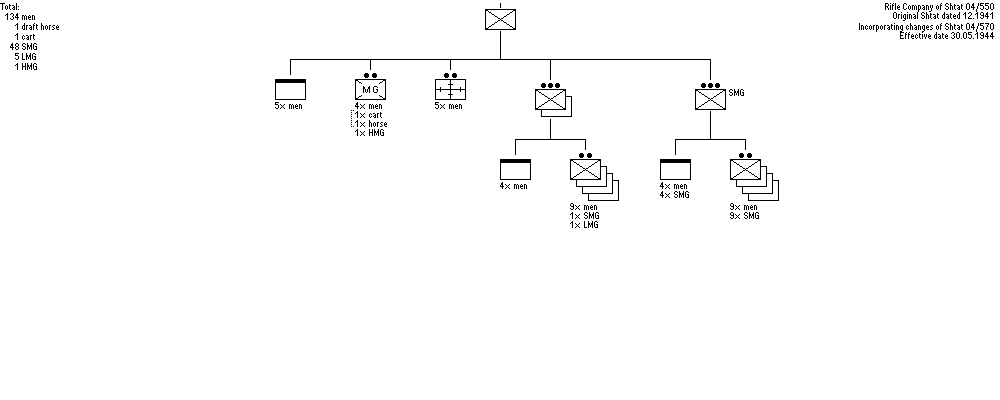 Total:
134 men
1 draft horse
1 cart
48 SMG
5 LMG
1 HMG
Rifle Company of Shtat 04/550
Original Shtat dated 12.1941
Incorporating changes of Shtat 04/570
Effective date 30.05.1944
MG
5× men
4× men
1× cart
1× horse
1× HMG
5× men
SMG
4× men
9× men
1× SMG
1× LMG
4× men
4× SMG
9× men
9× SMG